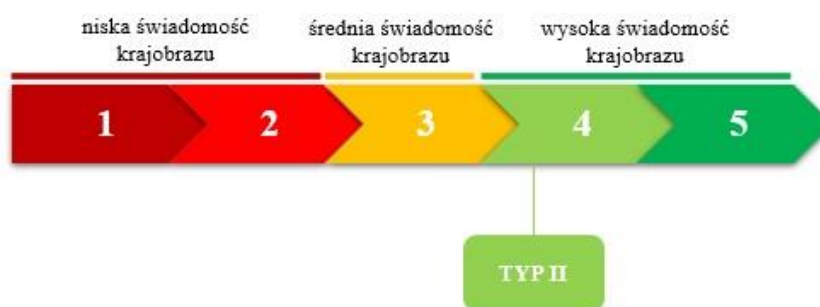 niska świadomość
krajobrazu
średnia świadomość
krajobrazu
wysoka świadomość
krajobrazu
1
2
3
4
5
TYP II